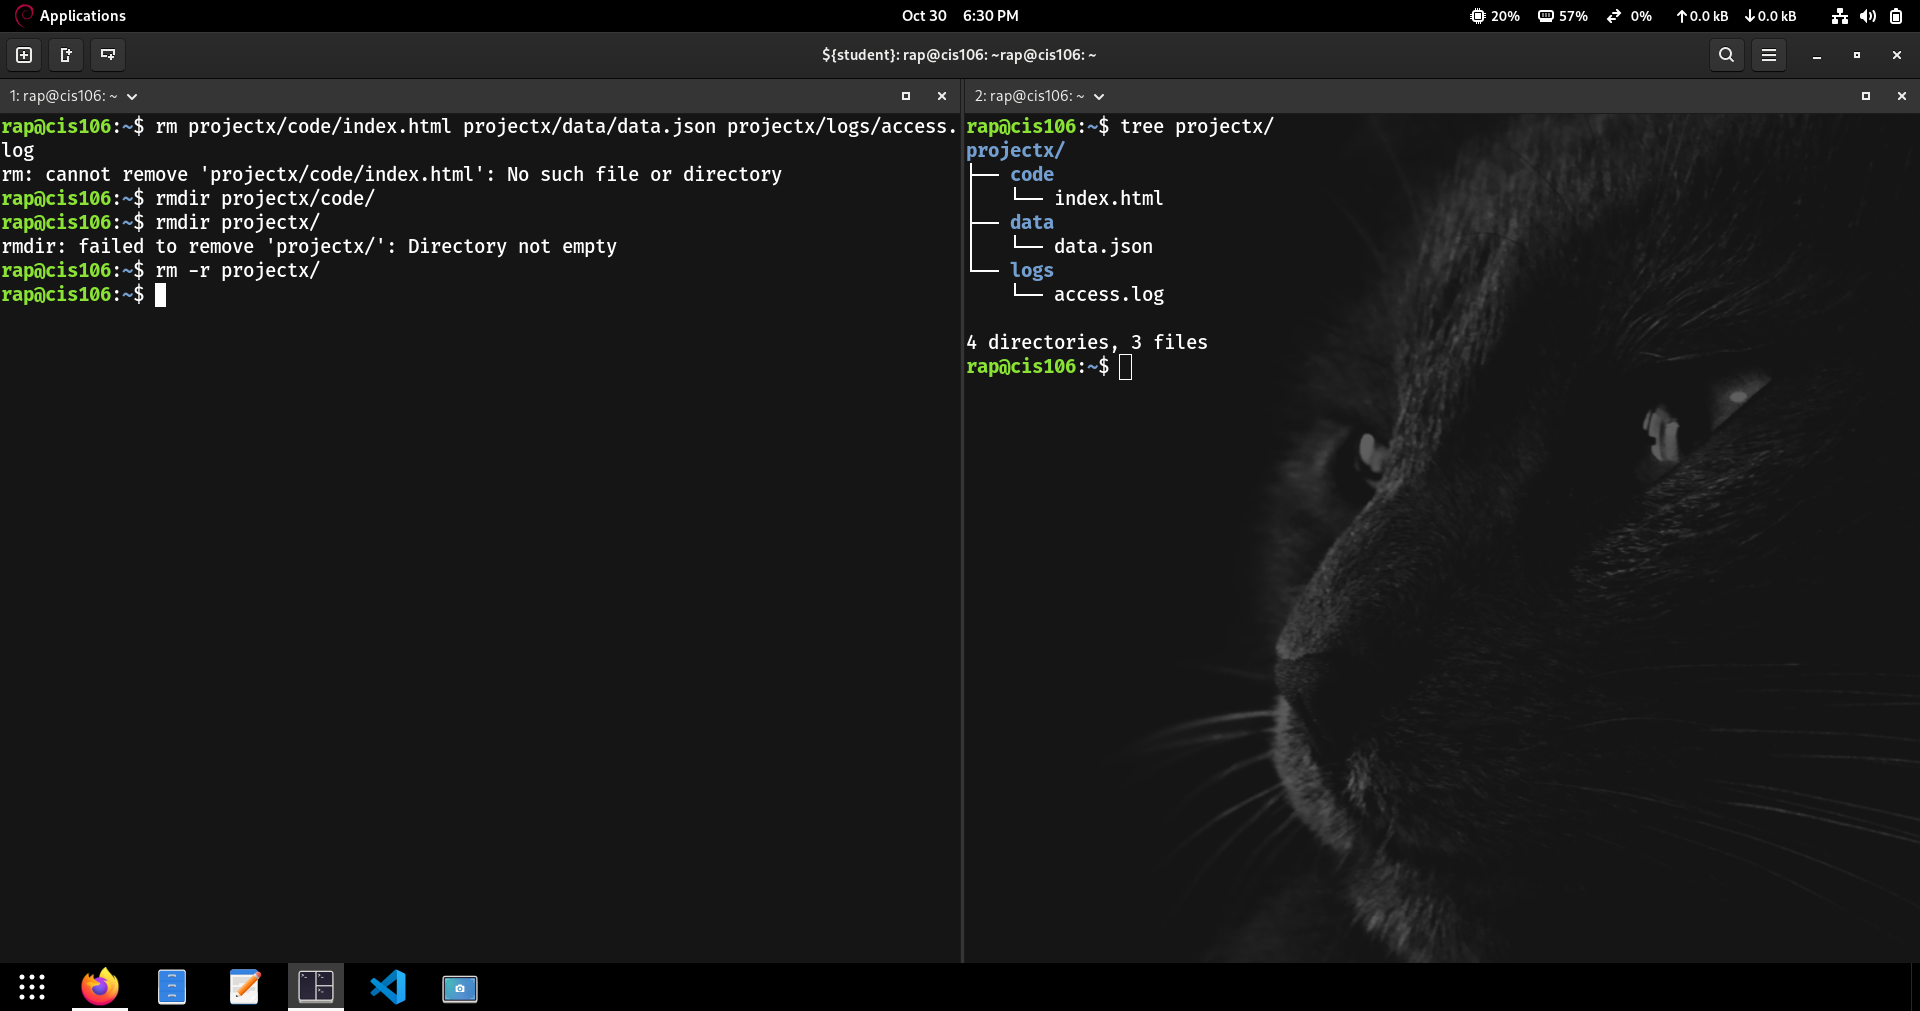 Applications
Oct 30 6:30 PM
20% 57% 0% ↑0.0 kB ↓0.0 kB
${student}: rap@cis106: ~rap@cis106: ~
1: rap@cis106: ~
rap@cis106:~$ rm projectx/code/index.html projectx/data/data.json projectx/logs/access.
log
rm: cannot remove 'projectx/code/index.html': No such file or directory
rap@cis106:~$ rmdir projectx/code/
rap@cis106:~$ rmdir projectx/
rmdir: failed to remove 'projectx/': Directory not empty
rap@cis106:~$ rm -r projectx/
rap@cis106:~$
2: rap@cis106: ~
rap@cis106:~$ tree projectx/
projectx/
├── code
│   └── index.html
├── data
│   └── data.json
└── logs
    └── access.log
4 directories, 3 files
rap@cis106:~$